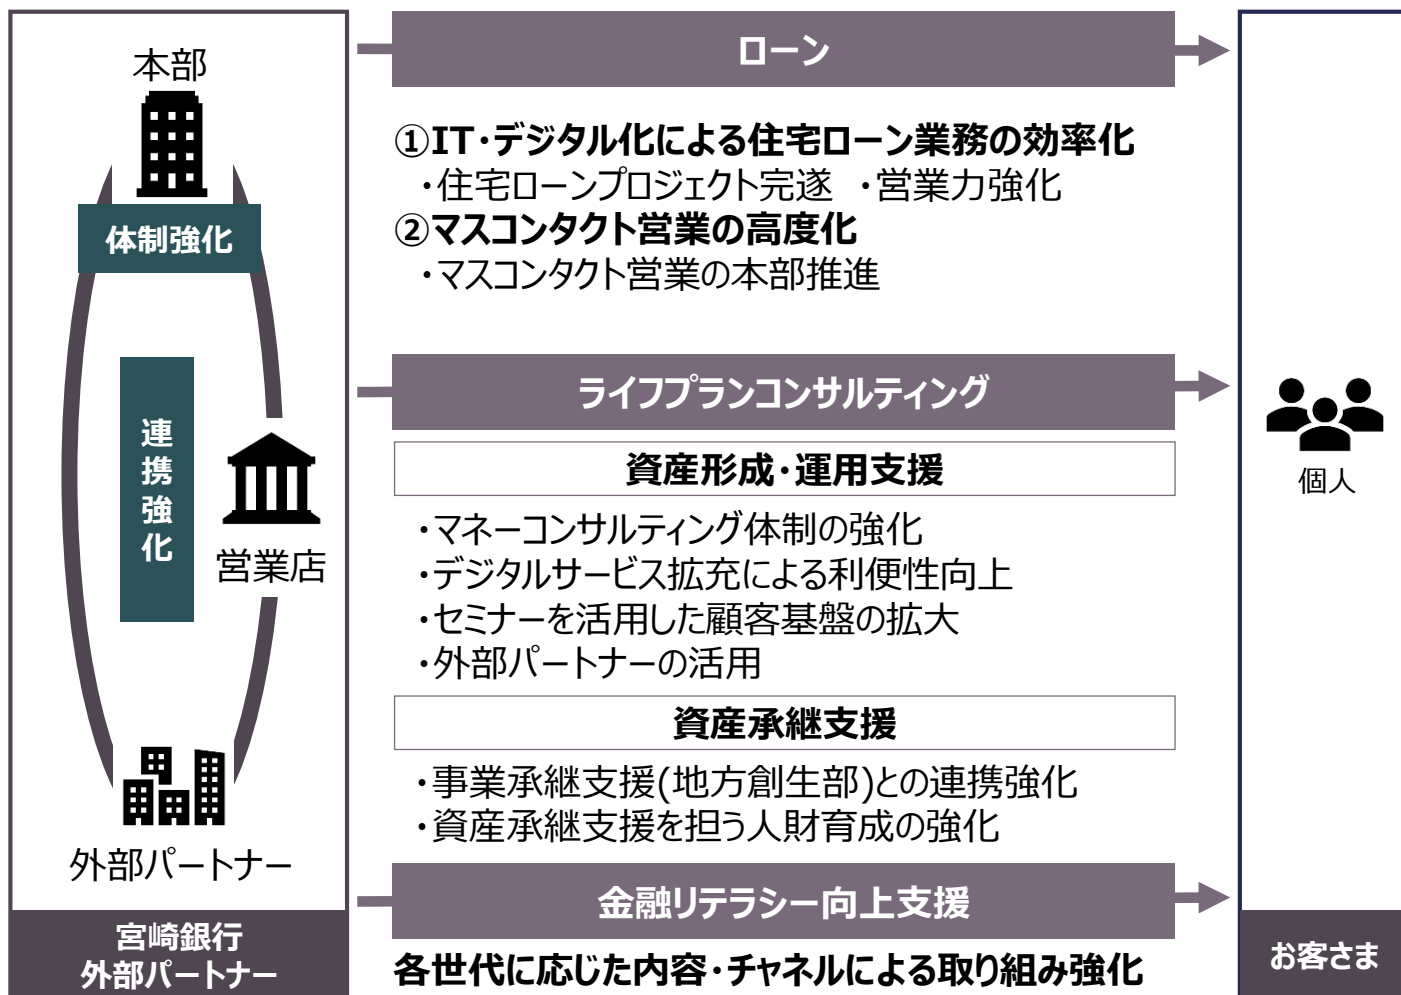 本部
体制強化
連携強化
営業店
外部パートナー
宮崎銀行
外部パートナー
ローン
①IT・デジタル化による住宅ローン業務の効率化
・住宅ローンプロジェクト完遂 ・営業力強化
②マスコンタクト営業の高度化
・マスコンタクト営業の本部推進
ライフプランコンサルティング
資産形成・運用支援
・マネーコンサルティング体制の強化
・デジタルサービス拡充による利便性向上
・セミナーを活用した顧客基盤の拡大
・外部パートナーの活用
資産承継支援
・事業承継支援(地方創生部)との連携強化
・資産承継支援を担う人財育成の強化
金融リテラシー向上支援
各世代に応じた内容・チャネルによる取り組み強化
個人
お客さま